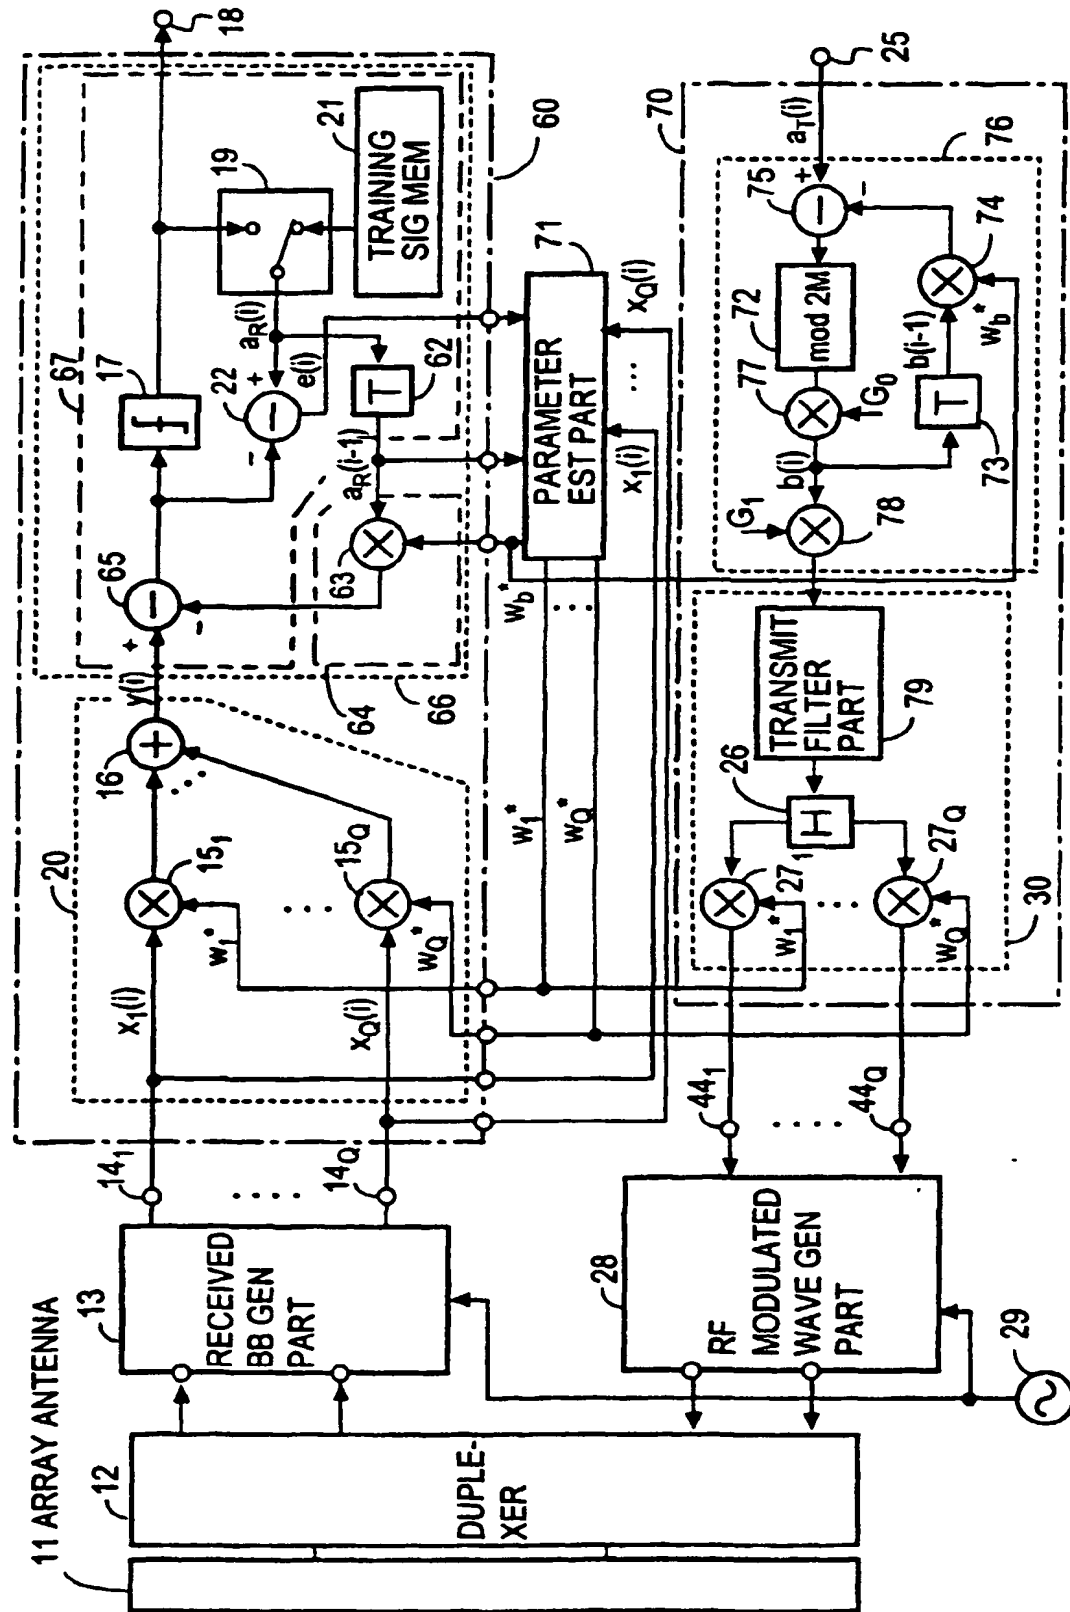 11 ARRAY ANTENNA
12
DUPLE-
XER
13
RECEIVED
BB GEN
PART
14₁
14Q
20
x₁(i)
xQ(i)
15₁
15Q
w₁*
wQ*
16
y(i)
+
-
65
67
17
22
+
-
e(i)
aR(i)
19
18
TRAINING
SIG MEM
21
T
62
aR(i-1)
63
64
66
60
wb*
PARAMETER
EST PART
71
x₁(i)
xQ(i)
w₁*
wQ*
28
RF
MODULATED
WAVE GEN
PART
29
44₁
44Q
w₁*
wQ*
27₁
27Q
30
26
H
TRANSMIT
FILTER
PART
79
G₁
78
b(i)
77
G₀
72
mod 2M
75
+
-
aT(i)
25
70
76
74
wb*
b(i-1)
T
73